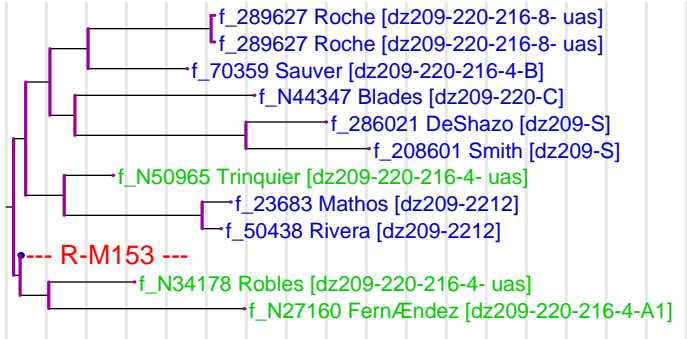 f_289627 Roche [dz209-220-216-8- uas]
f_289627 Roche [dz209-220-216-8- uas]
f_70359 Sauver [dz209-220-216-4-B]
f_N44347 Blades [dz209-220-C]
f_286021 DeShazo [dz209-S]
f_208601 Smith [dz209-S]
f_N50965 Trinquier [dz209-220-216-4- uas]
f_23683 Mathos [dz209-2212]
f_50438 Rivera [dz209-2212]
--- R-M153 ---
f_N34178 Robles [dz209-220-216-4- uas]
f_N27160 FernÆndez [dz209-220-216-4-A1]